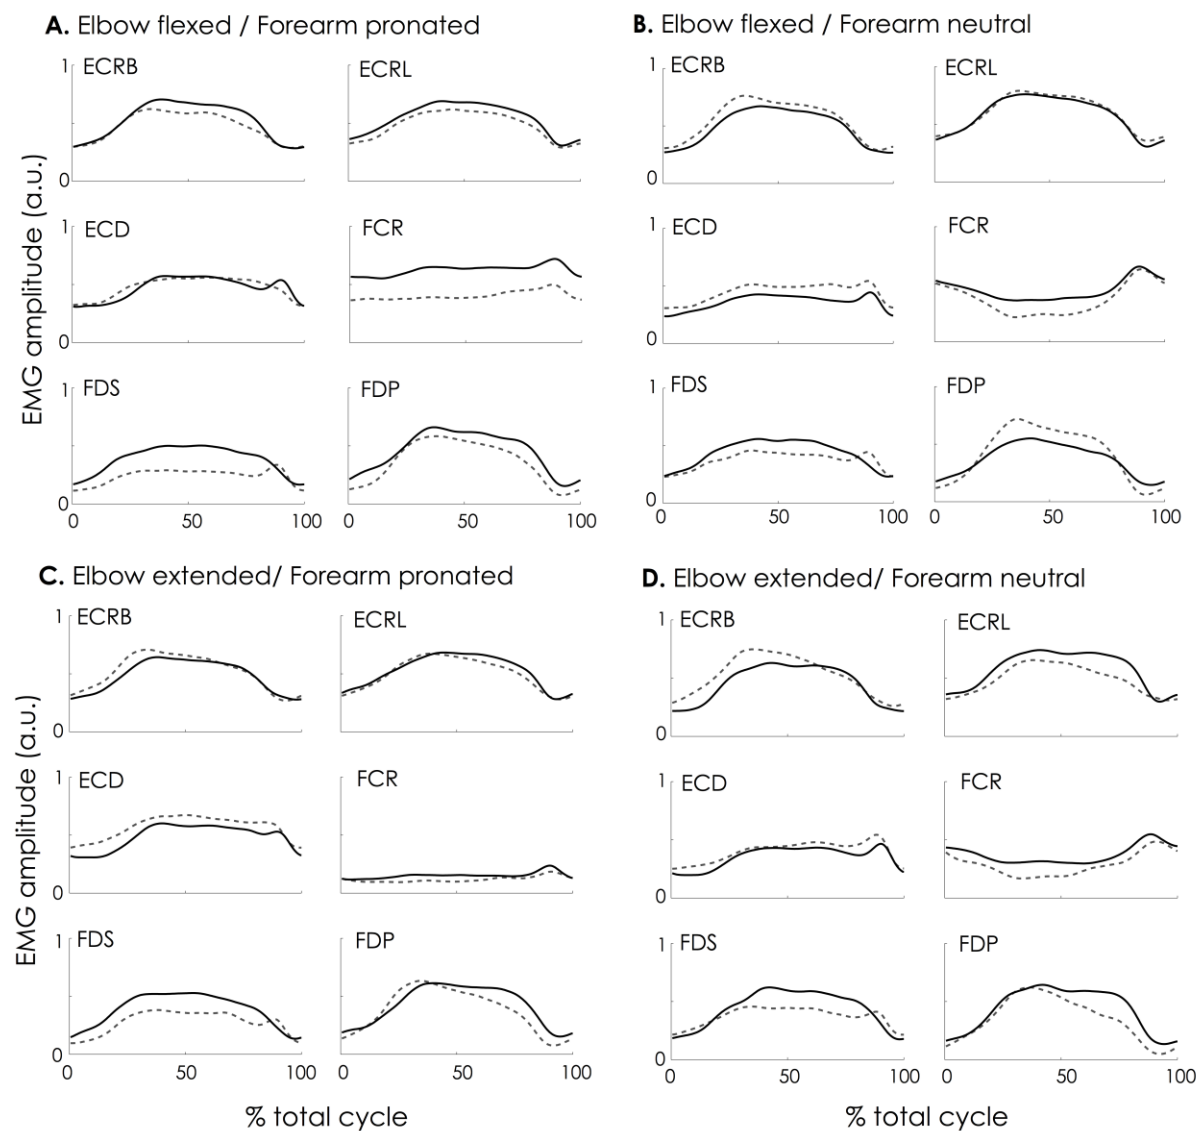 A. Elbow flexed / Forearm pronated
B. Elbow flexed / Forearm neutral
1 ECRB
ECRL
1 ECRB
ECRL
0
0
1 ECD
FCR
1 ECD
FCR
EMG amplitude (a.u.)
0
0
1 FDS
FDP
1 FDS
FDP
0
0
0 50 100
0 50 100
0 50 100
0 50 100
C. Elbow extended/ Forearm pronated
D. Elbow extended/ Forearm neutral
1 ECRB
ECRL
1 ECRB
ECRL
0
0
1 ECD
FCR
1 ECD
FCR
EMG amplitude (a.u.)
0
0
1 FDS
FDP
1 FDS
FDP
0
0
0 50 100
0 50 100
0 50 100
0 50 100
% total cycle
% total cycle